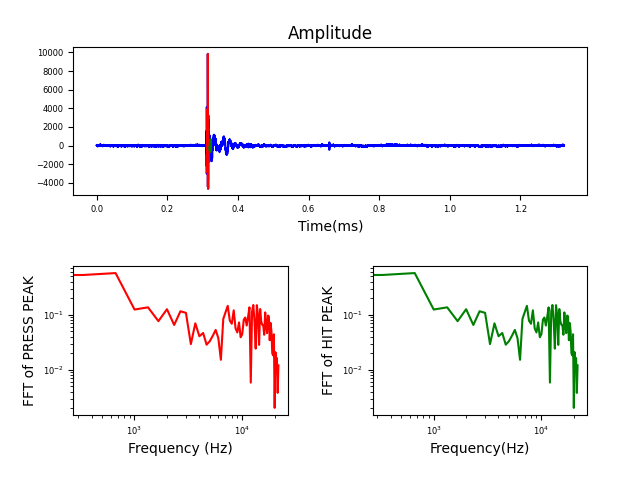 Amplitude
10000
8000
6000
4000
2000
0
−2000
−4000
0.0 0.2 0.4 0.6 0.8 1.0 1.2
Time(ms)
FFT of PRESS PEAK
10⁻¹
10⁻²
10³ 10⁴
Frequency (Hz)
FFT of HIT PEAK
10⁻¹
10⁻²
10³ 10⁴
Frequency(Hz)